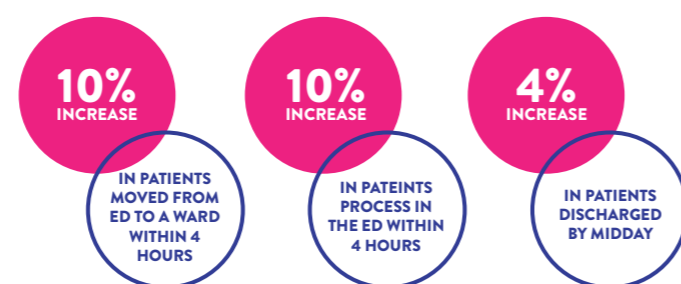 10%
INCREASE
IN PATIENTS
MOVED FROM
ED TO A WARD
WITHIN 4
HOURS
10%
INCREASE
IN PATEINTS
PROCESS IN
THE ED WITHIN
4 HOURS
4%
INCREASE
IN PATIENTS
DISCHARGED
BY MIDDAY